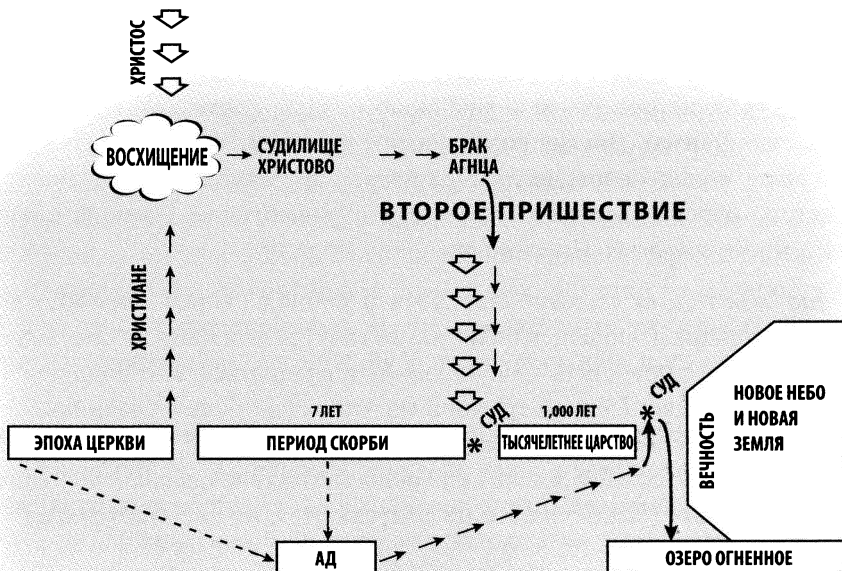 ХРИСТОС
ВОСХИЩЕНИЕ
СУДИЛИЩЕ
ХРИСТОВО
БРАК
АГНЦА
ВТОРОЕ ПРИШЕСТВИЕ
ХРИСТИАНЕ
7 ЛЕТ
СУД
1,000 ЛЕТ
СУД
ЭПОХА ЦЕРКВИ
ПЕРИОД СКОРБИ
*
ТЫСЯЧЕЛЕТНЕЕ ЦАРСТВО
*
ВЕЧНОСТЬ
НОВОЕ НЕБО
И НОВАЯ
ЗЕМЛЯ
АД
ОЗЕРО ОГНЕННОЕ